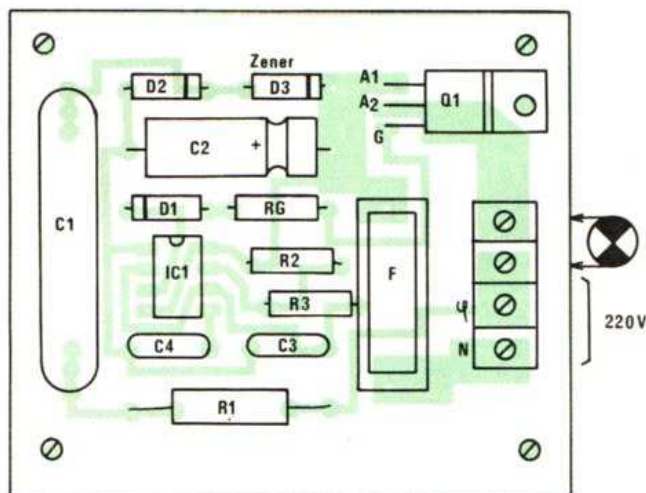 Zener
D2
D3
A1
A2
G
Q1
C2 +
C1
D1
RG
IC1
R2
F
R3
φ
220V
C4
C3
N
R1